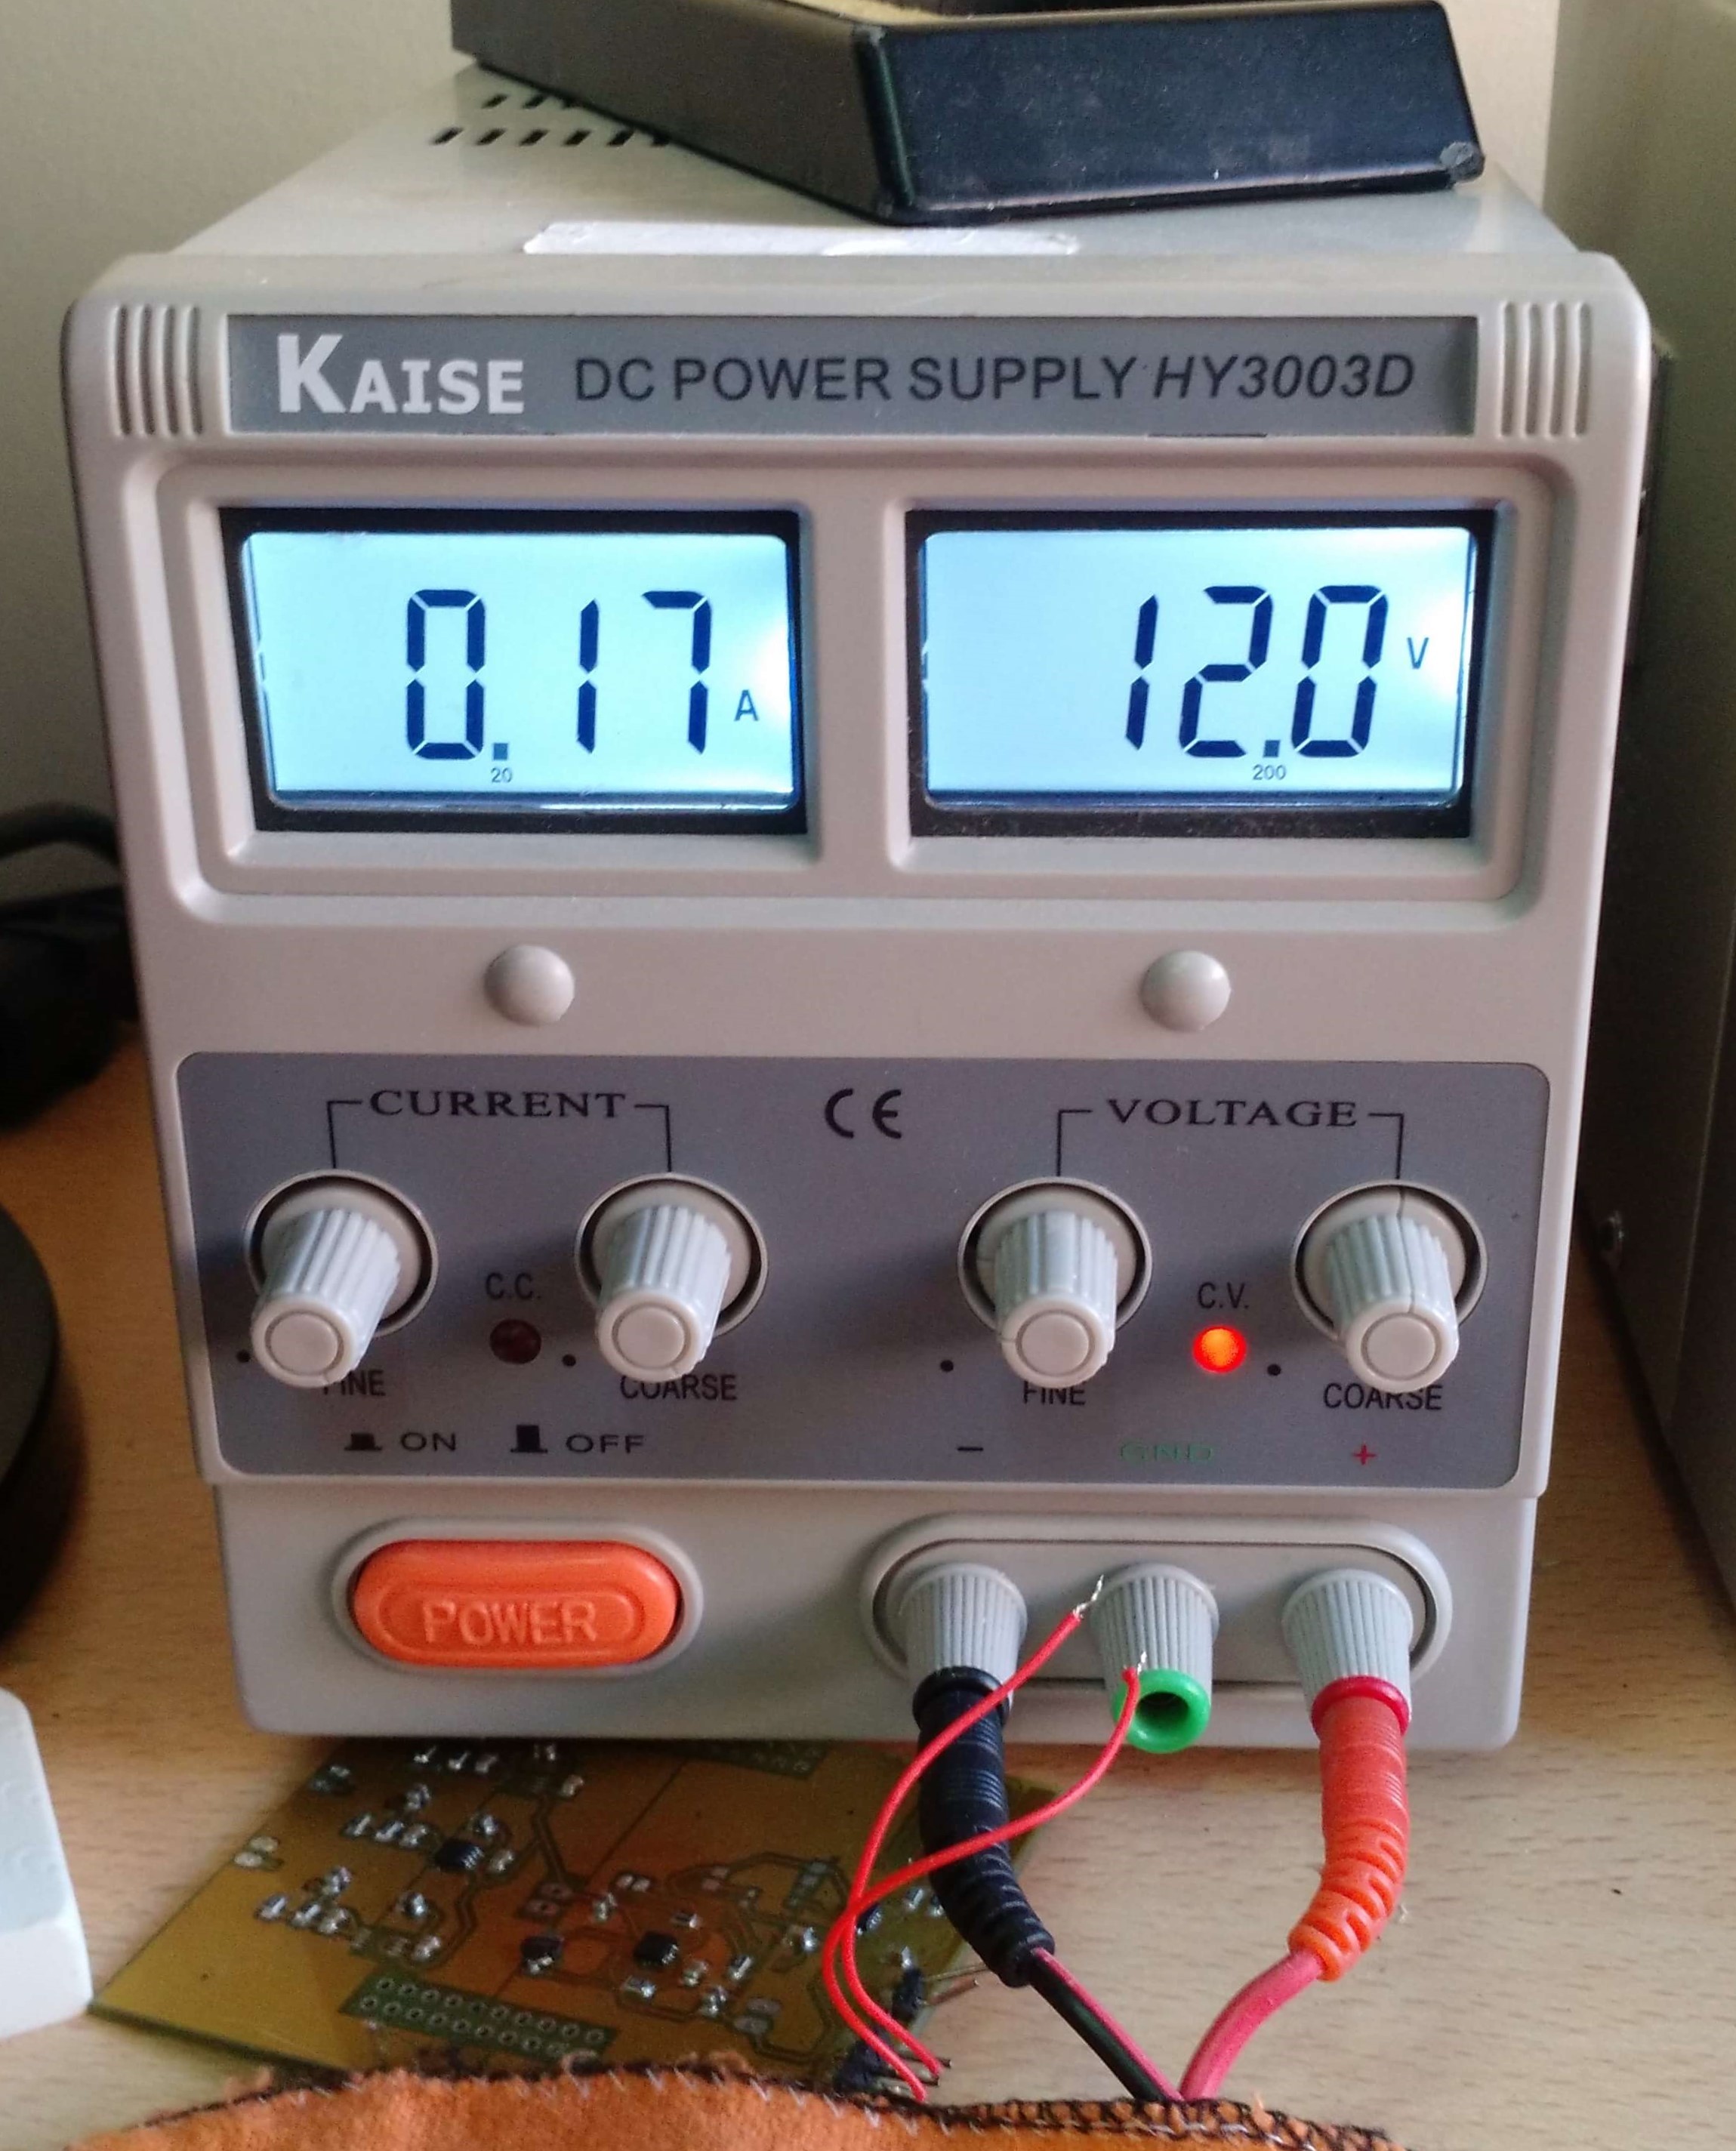 KAISE DC POWER SUPPLY HY3003D
0.17 A
20
12.0 V
200
CURRENT CE VOLTAGE
C.C. C.V.
FINE COARSE FINE COARSE
ON OFF - GND +
POWER